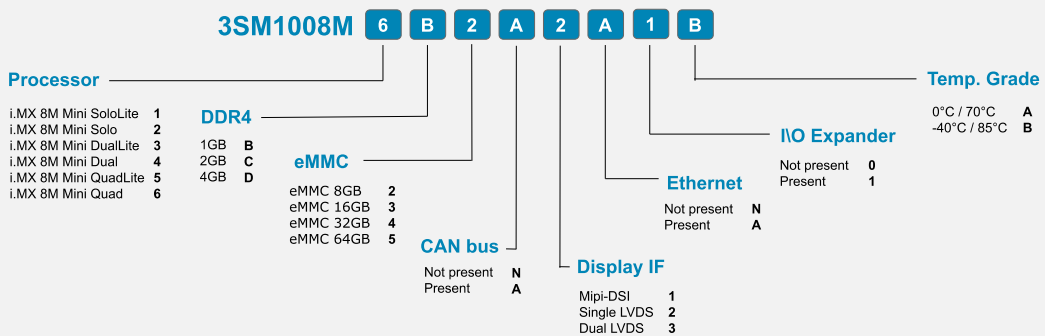 3SM1008M 6 B 2 A 2 A 1 B
Processor
i.MX 8M Mini SoloLite 1
i.MX 8M Mini Solo 2
i.MX 8M Mini DualLite 3
i.MX 8M Mini Dual 4
i.MX 8M Mini QuadLite 5
i.MX 8M Mini Quad 6
DDR4
1GB B
2GB C
4GB D
eMMC
eMMC 8GB 2
eMMC 16GB 3
eMMC 32GB 4
eMMC 64GB 5
CAN bus
Not present N
Present A
Display IF
Mipi-DSI 1
Single LVDS 2
Dual LVDS 3
Ethernet
Not present N
Present A
I\O Expander
Not present 0
Present 1
Temp. Grade
0°C / 70°C A
-40°C / 85°C B